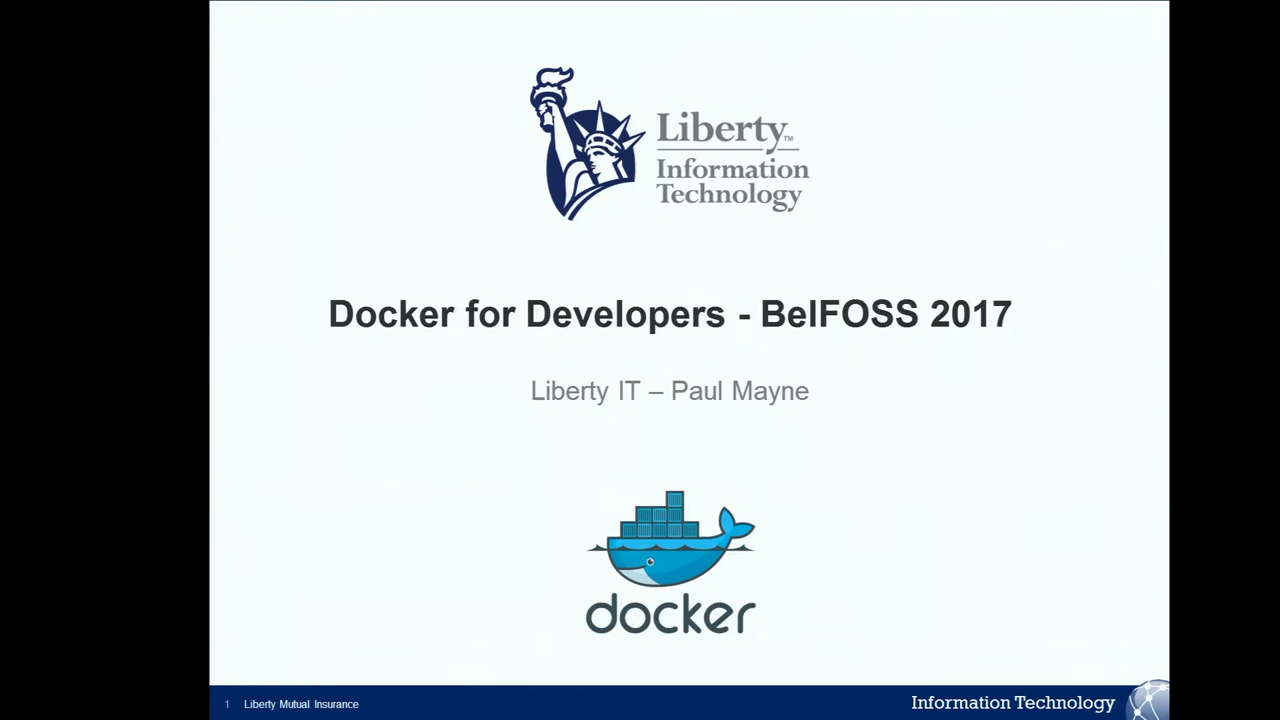 Liberty™
Information
Technology
Docker for Developers - BelFOSS 2017
Liberty IT – Paul Mayne
docker
1 Liberty Mutual Insurance
Information Technology